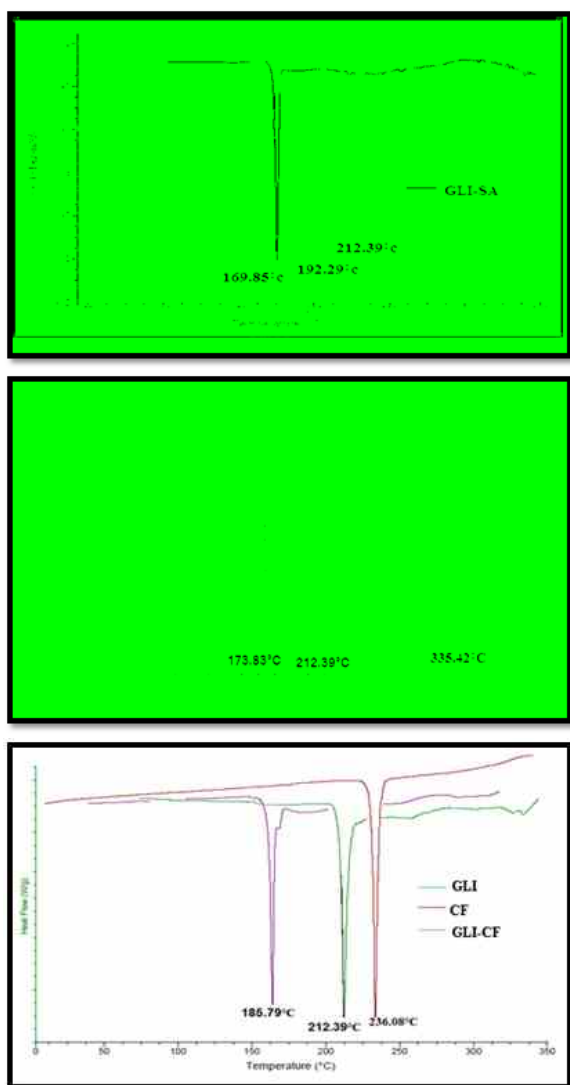 GLI-SA
212.39°c
192.29°c
169.85°c
173.83°C 212.39°C 335.42°C
Heat Flow (W/g)
GLI
CF
GLI-CF
185.79°C
212.39°C
236.08°C
0 50 100 150 200 250 300 350
Temperature (°C)